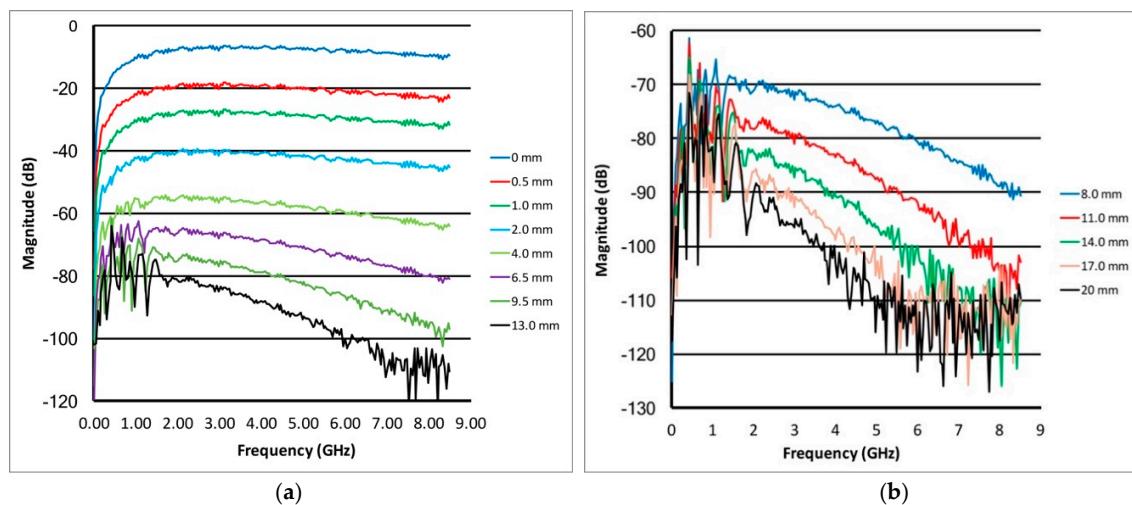 0
-20
-40
-60
-80
-100
-120
Magnitude (dB)
0.00 1.00 2.00 3.00 4.00 5.00 6.00 7.00 8.00 9.00
Frequency (GHz)
0 mm
0.5 mm
1.0 mm
2.0 mm
4.0 mm
6.5 mm
9.5 mm
13.0 mm
(a)
-60
-70
-80
-90
-100
-110
-120
-130
Magnitude (dB)
0 1 2 3 4 5 6 7 8 9
Frequency (GHz)
8.0 mm
11.0 mm
14.0 mm
17.0 mm
20 mm
(b)